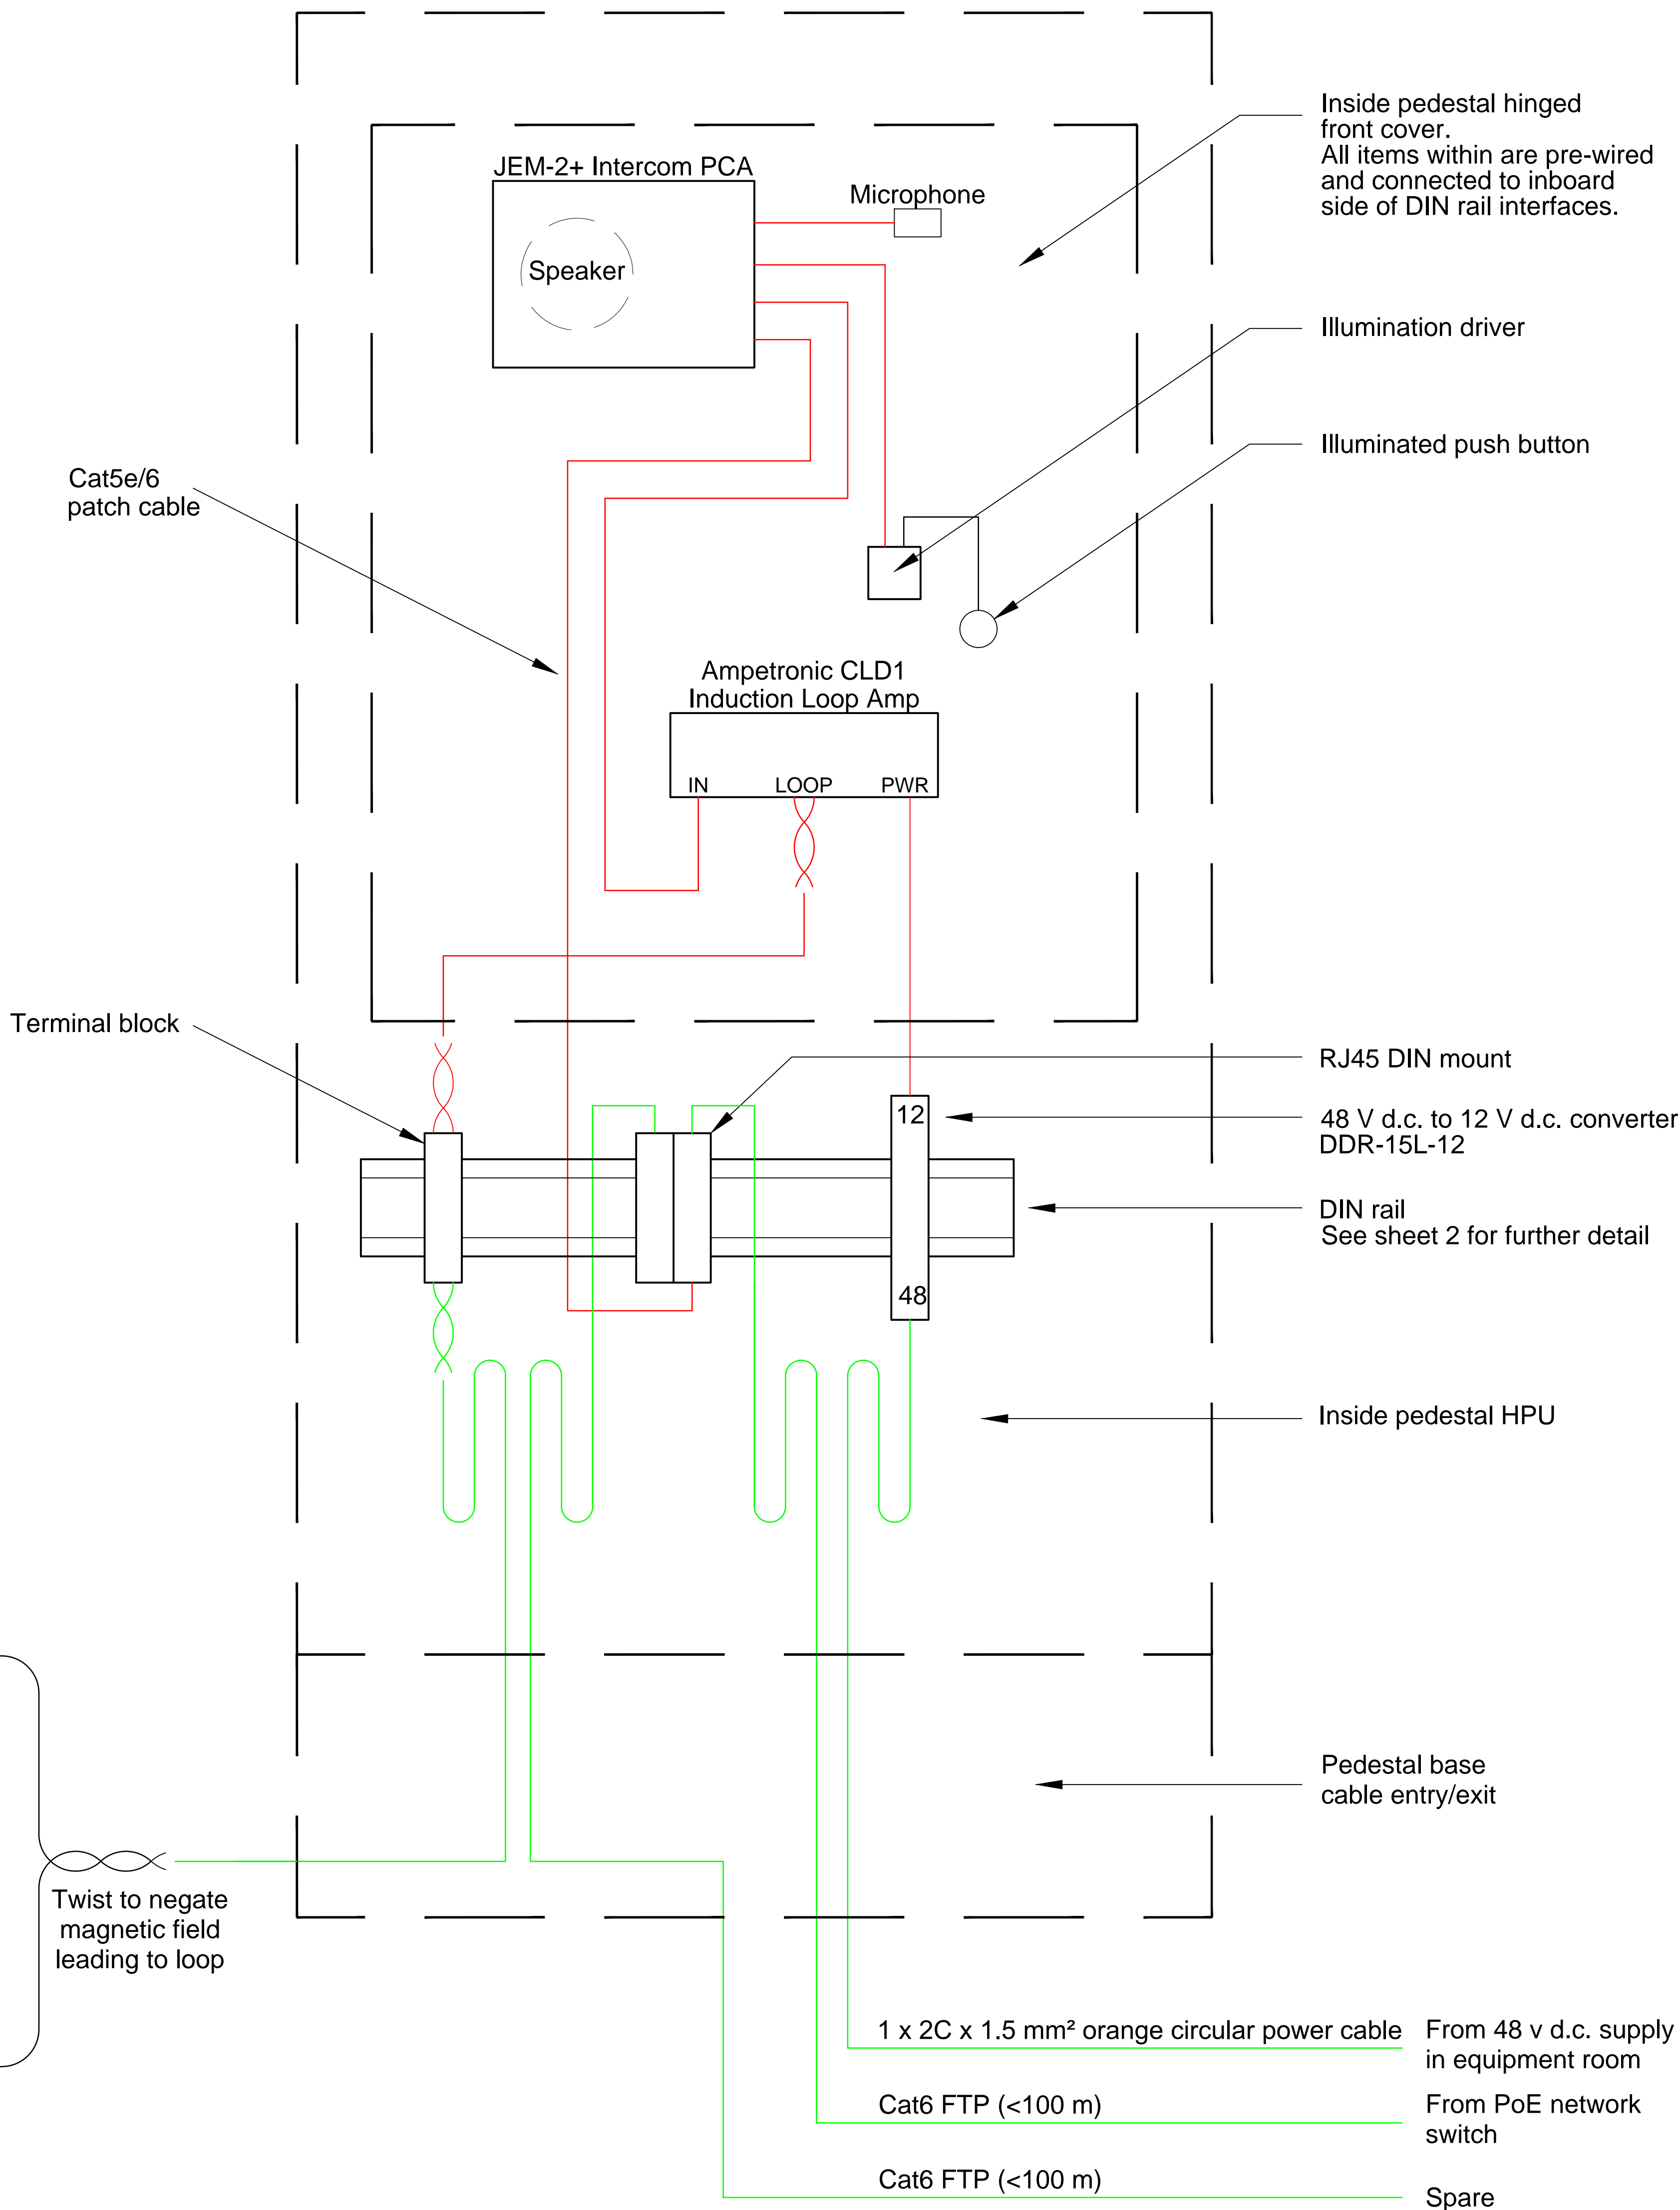 Inside pedestal hinged
front cover.
All items within are pre-wired
and connected to inboard
side of DIN rail interfaces.
JEM-2+ Intercom PCA
Microphone
Speaker
Illumination driver
Illuminated push button
Cat5e/6
patch cable
Ampetronic CLD1
Induction Loop Amp
IN
LOOP
PWR
Terminal block
RJ45 DIN mount
12
48 V d.c. to 12 V d.c. converter
DDR-15L-12
DIN rail
See sheet 2 for further detail
48
Inside pedestal HPU
Pedestal base
cable entry/exit
Twist to negate
magnetic field
leading to loop
1 x 2C x 1.5 mm² orange circular power cable
From 48 v d.c. supply
in equipment room
Cat6 FTP (<100 m)
From PoE network
switch
Cat6 FTP (<100 m)
Spare